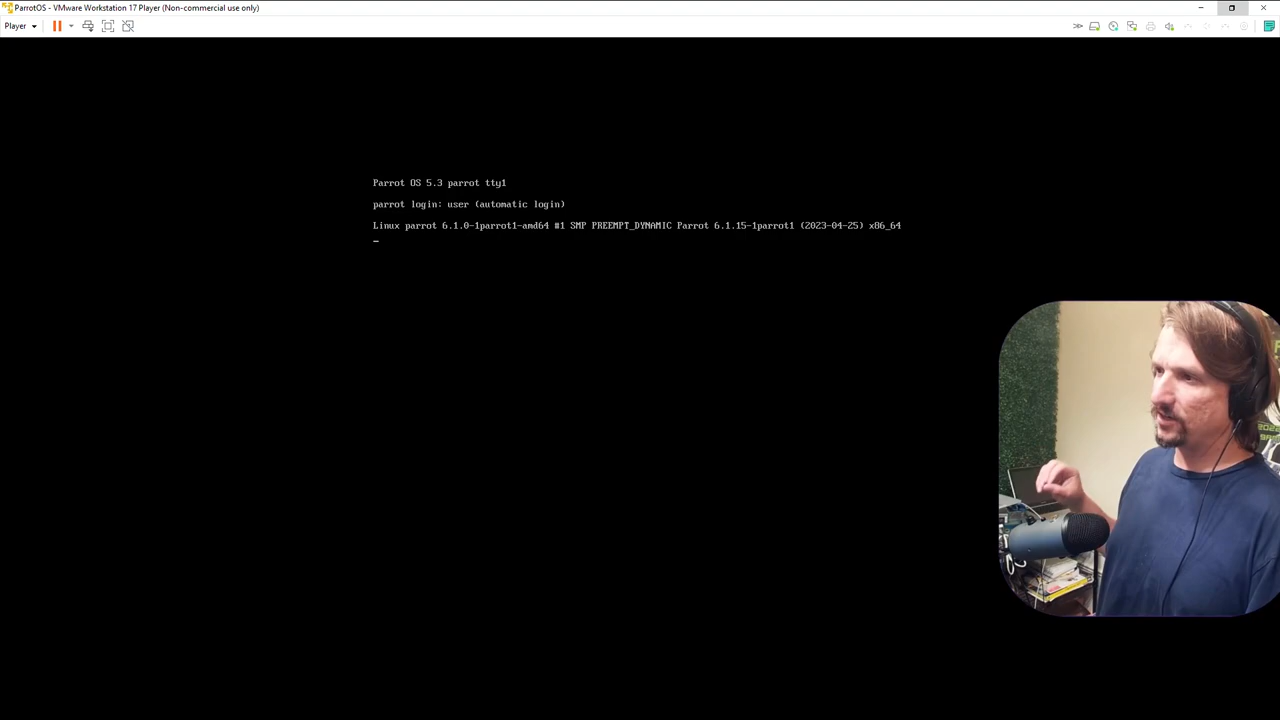 ParrotOS - VMware Workstation 17 Player (Non-commercial use only)
Player
Parrot OS 5.3 parrot tty1
parrot login: user (automatic login)
Linux parrot 6.1.0-1parrot1-amd64 #1 SMP PREEMPT_DYNAMIC Parrot 6.1.15-1parrot1 (2023-04-25) x86_64
_